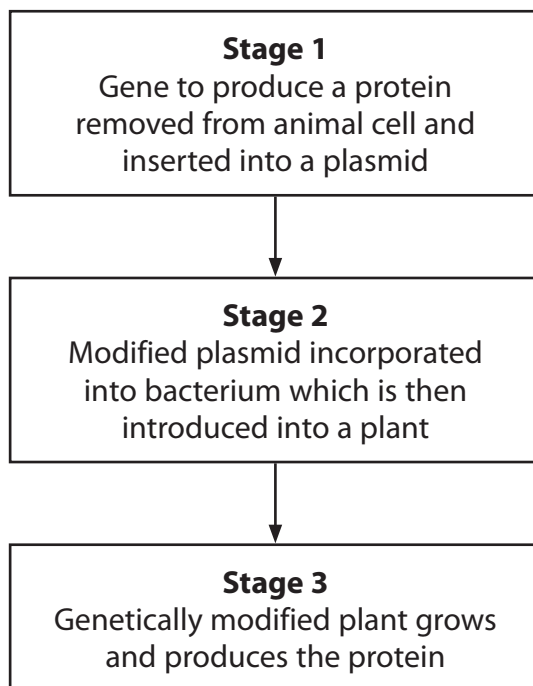 Stage 1
Gene to produce a protein
removed from animal cell and
inserted into a plasmid
Stage 2
Modified plasmid incorporated
into bacterium which is then
introduced into a plant
Stage 3
Genetically modified plant grows
and produces the protein